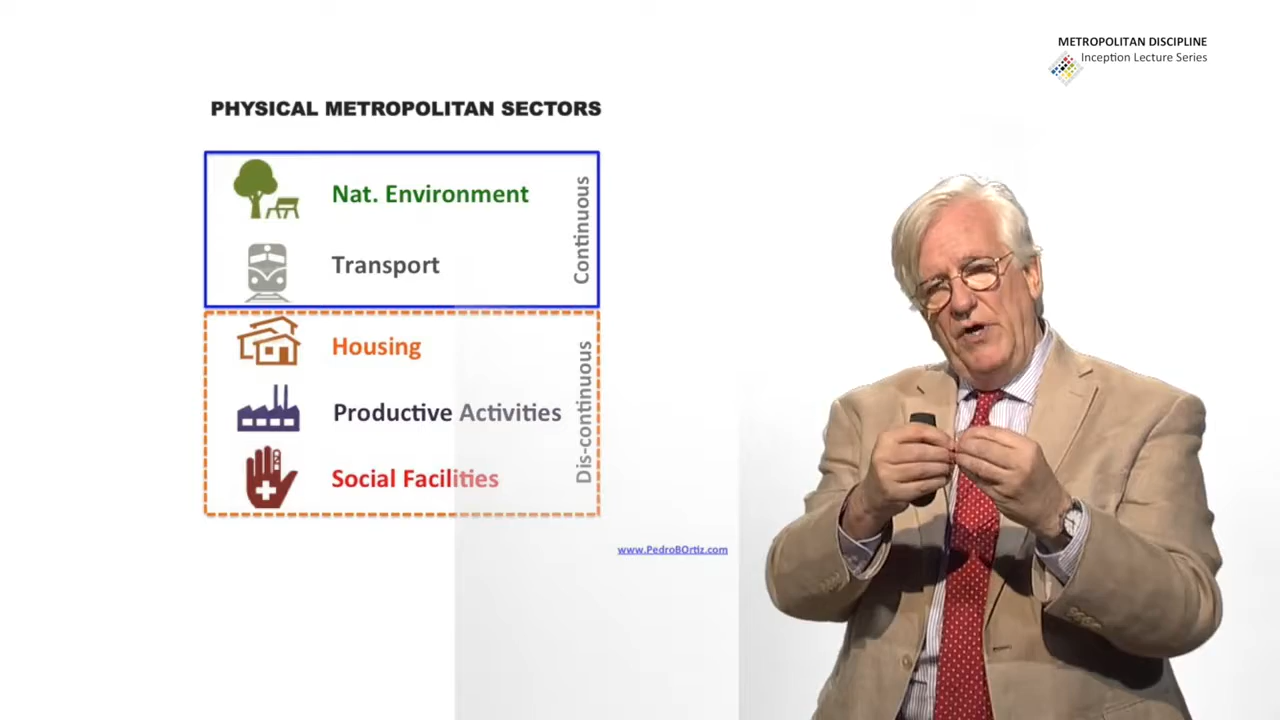 METROPOLITAN DISCIPLINE
Inception Lecture Series
PHYSICAL METROPOLITAN SECTORS
Nat. Environment
Transport
Continuous
Housing
Productive Activities
Social Facilities
Dis-continuous
www.PedroBOrtiz.com